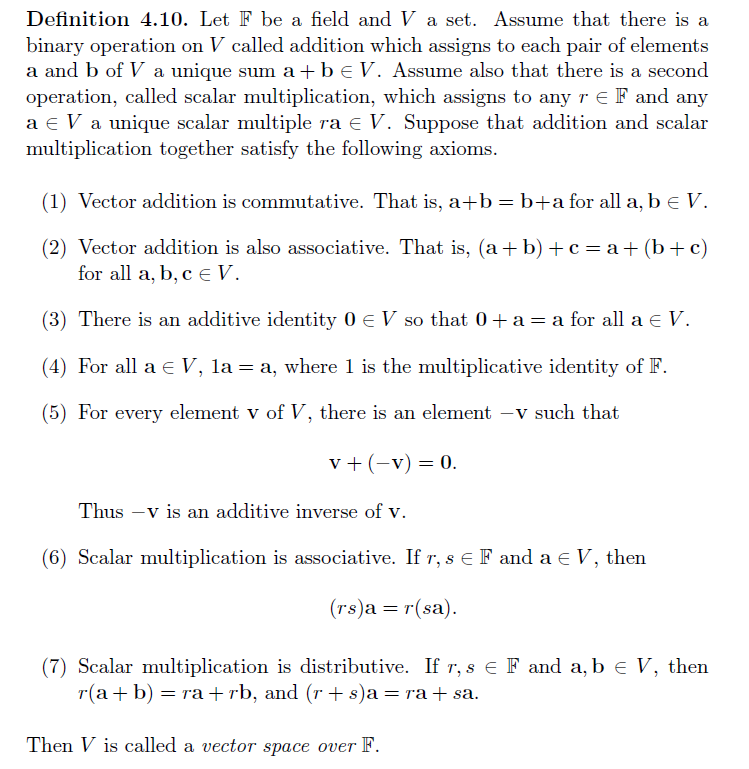 Definition 4.10. Let 𝔽 be a field and V a set. Assume that there is a
binary operation on V called addition which assigns to each pair of elements
a and b of V a unique sum a + b ∈ V. Assume also that there is a second
operation, called scalar multiplication, which assigns to any r ∈ 𝔽 and any
a ∈ V a unique scalar multiple ra ∈ V. Suppose that addition and scalar
multiplication together satisfy the following axioms.
(1) Vector addition is commutative. That is, a+b = b+a for all a, b ∈ V.
(2) Vector addition is also associative. That is, (a + b) + c = a + (b + c)
for all a, b, c ∈ V.
(3) There is an additive identity 0 ∈ V so that 0 + a = a for all a ∈ V.
(4) For all a ∈ V, 1a = a, where 1 is the multiplicative identity of 𝔽.
(5) For every element v of V, there is an element −v such that
v + (−v) = 0.
Thus −v is an additive inverse of v.
(6) Scalar multiplication is associative. If r, s ∈ 𝔽 and a ∈ V, then
(rs)a = r(sa).
(7) Scalar multiplication is distributive. If r, s ∈ 𝔽 and a, b ∈ V, then
r(a + b) = ra + rb, and (r + s)a = ra + sa.
Then V is called a vector space over 𝔽.